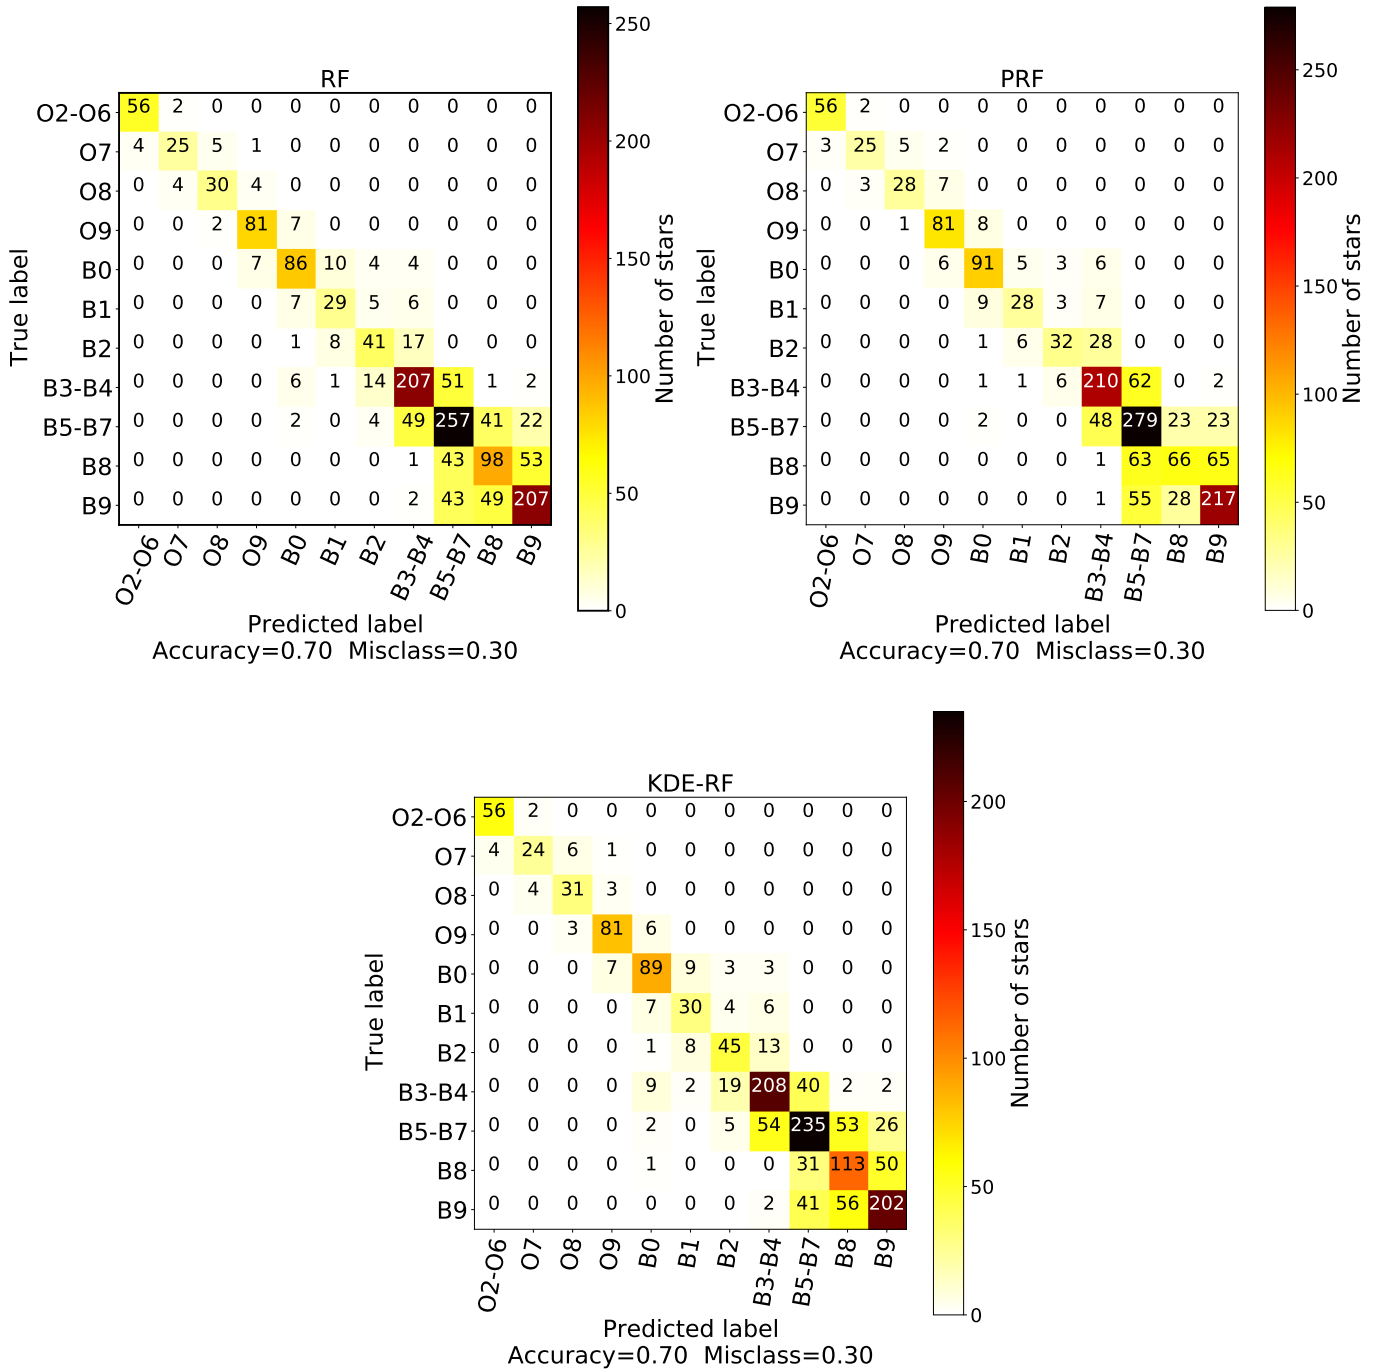 RF
O2-O6 56 2 0 0 0 0 0 0 0 0 0
O7 4 25 5 1 0 0 0 0 0 0 0
O8 0 4 30 4 0 0 0 0 0 0 0
O9 0 0 2 81 7 0 0 0 0 0 0
B0 0 0 0 7 86 10 4 4 0 0 0
B1 0 0 0 0 7 29 5 6 0 0 0
B2 0 0 0 0 1 8 41 17 0 0 0
B3-B4 0 0 0 0 6 1 14 207 51 1 2
B5-B7 0 0 0 0 2 0 4 49 257 41 22
B8 0 0 0 0 0 0 0 1 43 98 53
B9 0 0 0 0 0 0 0 2 43 49 207
O2-O6 O7 O8 O9 B0 B1 B2 B3-B4 B5-B7 B8 B9
True label
Predicted label
Accuracy=0.70 Misclass=0.30
250
200
150
100
50
0
Number of stars
PRF
O2-O6 56 2 0 0 0 0 0 0 0 0 0
O7 3 25 5 2 0 0 0 0 0 0 0
O8 0 3 28 7 0 0 0 0 0 0 0
O9 0 0 1 81 8 0 0 0 0 0 0
B0 0 0 0 6 91 5 3 6 0 0 0
B1 0 0 0 0 9 28 3 7 0 0 0
B2 0 0 0 0 1 6 32 28 0 0 0
B3-B4 0 0 0 0 1 1 6 210 62 0 2
B5-B7 0 0 0 0 2 0 0 48 279 23 23
B8 0 0 0 0 0 0 0 1 63 66 65
B9 0 0 0 0 0 0 0 1 55 28 217
O2-O6 O7 O8 O9 B0 B1 B2 B3-B4 B5-B7 B8 B9
True label
Predicted label
Accuracy=0.70 Misclass=0.30
250
200
150
100
50
0
Number of stars
KDE-RF
O2-O6 56 2 0 0 0 0 0 0 0 0 0
O7 4 24 6 1 0 0 0 0 0 0 0
O8 0 4 31 3 0 0 0 0 0 0 0
O9 0 0 3 81 6 0 0 0 0 0 0
B0 0 0 0 7 89 9 3 3 0 0 0
B1 0 0 0 0 7 30 4 6 0 0 0
B2 0 0 0 0 1 8 45 13 0 0 0
B3-B4 0 0 0 0 9 2 19 208 40 2 2
B5-B7 0 0 0 0 2 0 5 54 235 53 26
B8 0 0 0 0 1 0 0 0 31 113 50
B9 0 0 0 0 0 0 0 2 41 56 202
O2-O6 O7 O8 O9 B0 B1 B2 B3-B4 B5-B7 B8 B9
True label
Predicted label
Accuracy=0.70 Misclass=0.30
200
150
100
50
0
Number of stars